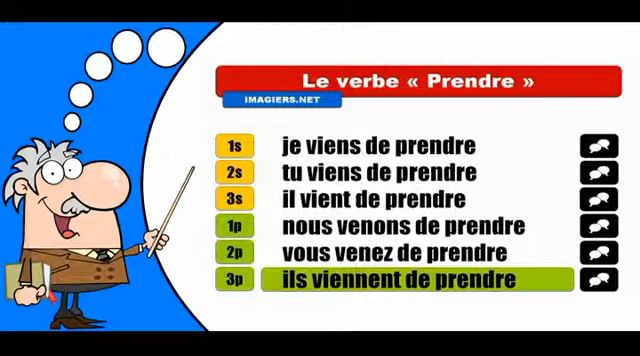 Le verbe « Prendre »
IMAGIERS.NET
1s je viens de prendre
2s tu viens de prendre
3s il vient de prendre
1p nous venons de prendre
2p vous venez de prendre
3p ils viennent de prendre